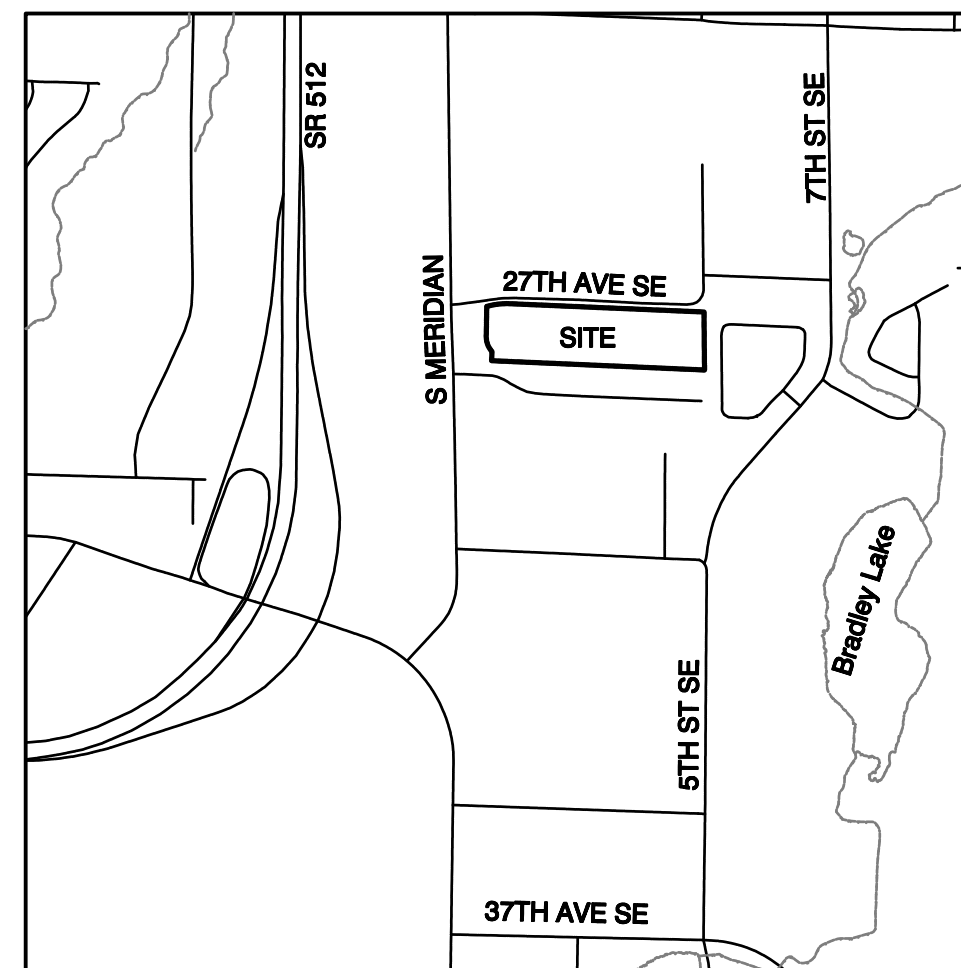 SR 512
7TH ST SE
27TH AVE SE
S MERIDIAN
SITE
Bradley Lake
5TH ST SE
37TH AVE SE